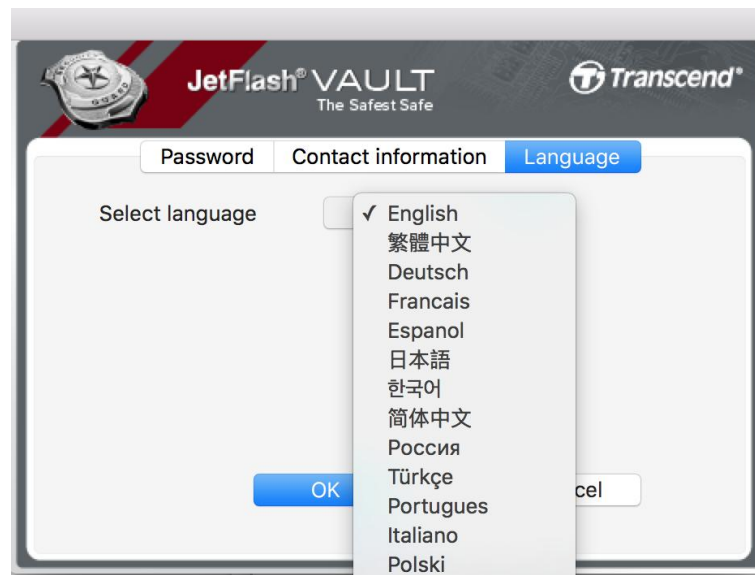 GUARD
JetFlash® VAULT
The Safest Safe
Transcend®
Password Contact information Language
Select language
✓ English
繁體中文
Deutsch
Francais
Espanol
日本語
한국어
简体中文
Россия
Türkçe
Portugues
Italiano
Polski
OK
cel